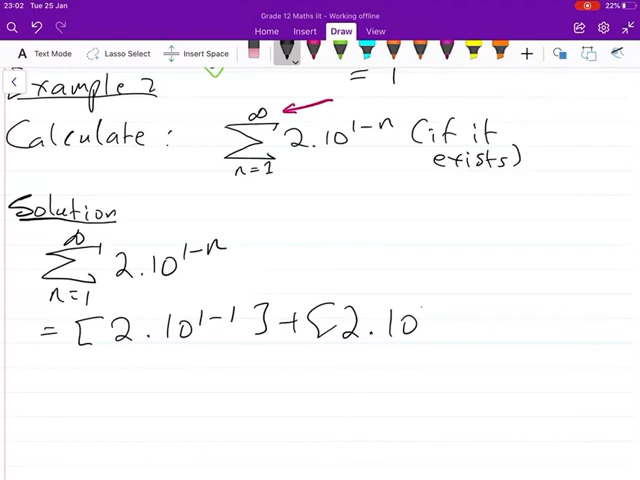 23:02 Tue 25 Jan
22%
Grade 12 Maths lit - Working offline
Home Insert Draw View
A Text Mode Lasso Select Insert Space
Example 2
= 1
Calculate : ∞ Σ n=1 2.10^(1-n) (if it exists)
Solution
∞ Σ n=1 2.10^(1-n)
= [2.10^(1-1)] + [2.10